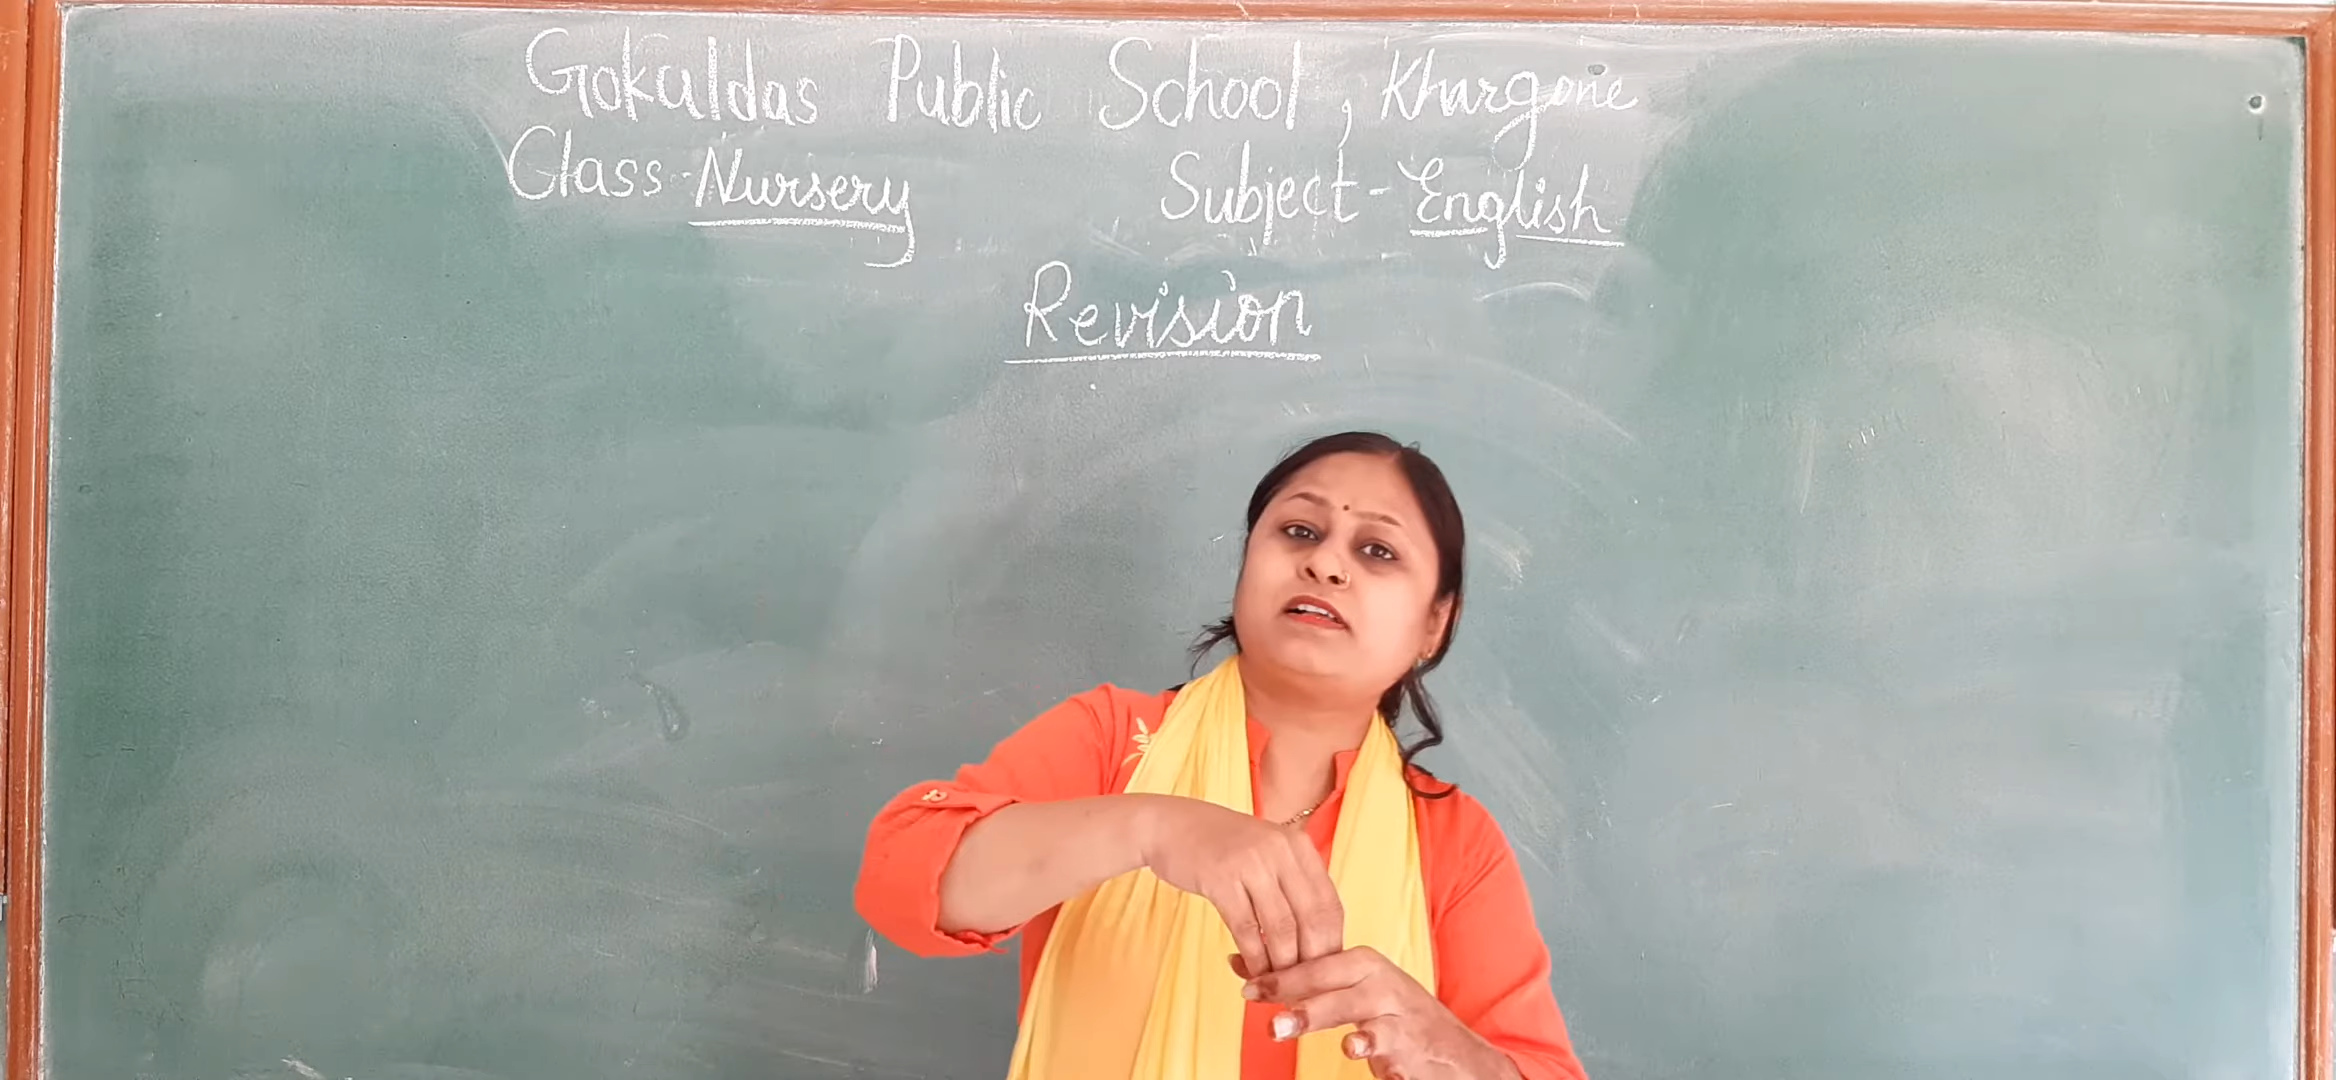 Gokuldas Public School, Khargone
Class-Nursery Subject-English
Revision